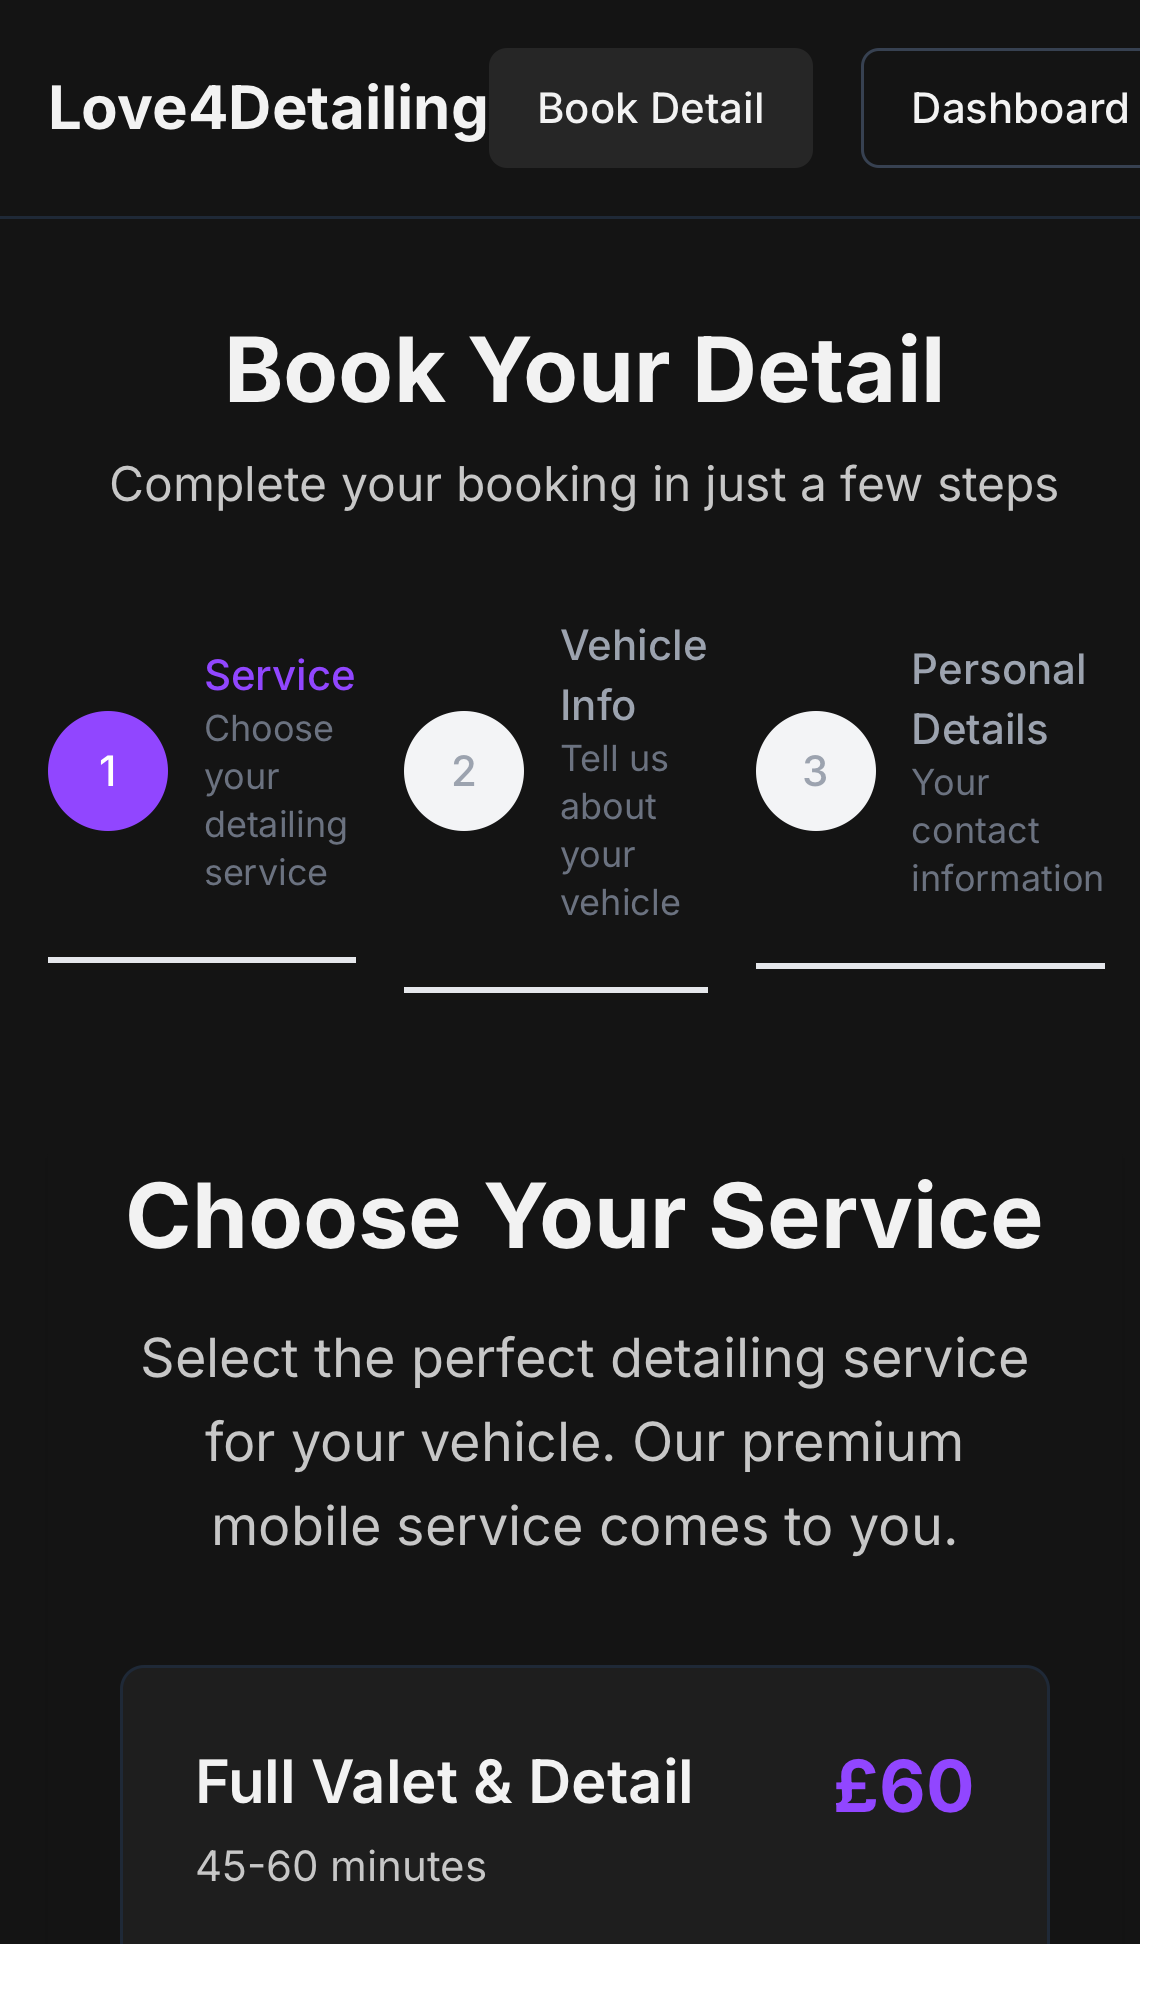 Love4Detailing
Book Detail
Dashboard
Book Your Detail
Complete your booking in just a few steps
1
Service
Choose
your
detailing
service
2
Vehicle
Info
Tell us
about
your
vehicle
3
Personal
Details
Your
contact
information
Choose Your Service
Select the perfect detailing service
for your vehicle. Our premium
mobile service comes to you.
Full Valet & Detail
£60
45-60 minutes